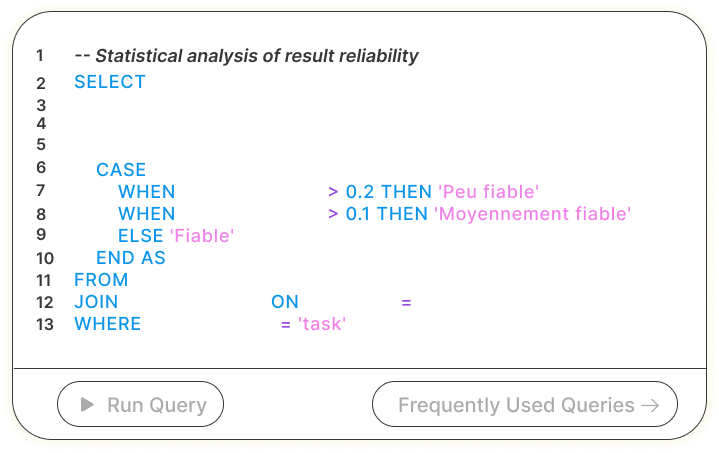 1 -- Statistical analysis of result reliability
2 SELECT
3
4
5
6 CASE
7 WHEN > 0.2 THEN 'Peu fiable'
8 WHEN > 0.1 THEN 'Moyennement fiable'
9 ELSE 'Fiable'
10 END AS
11 FROM
12 JOIN ON =
13 WHERE = 'task'
Run Query
Frequently Used Queries →